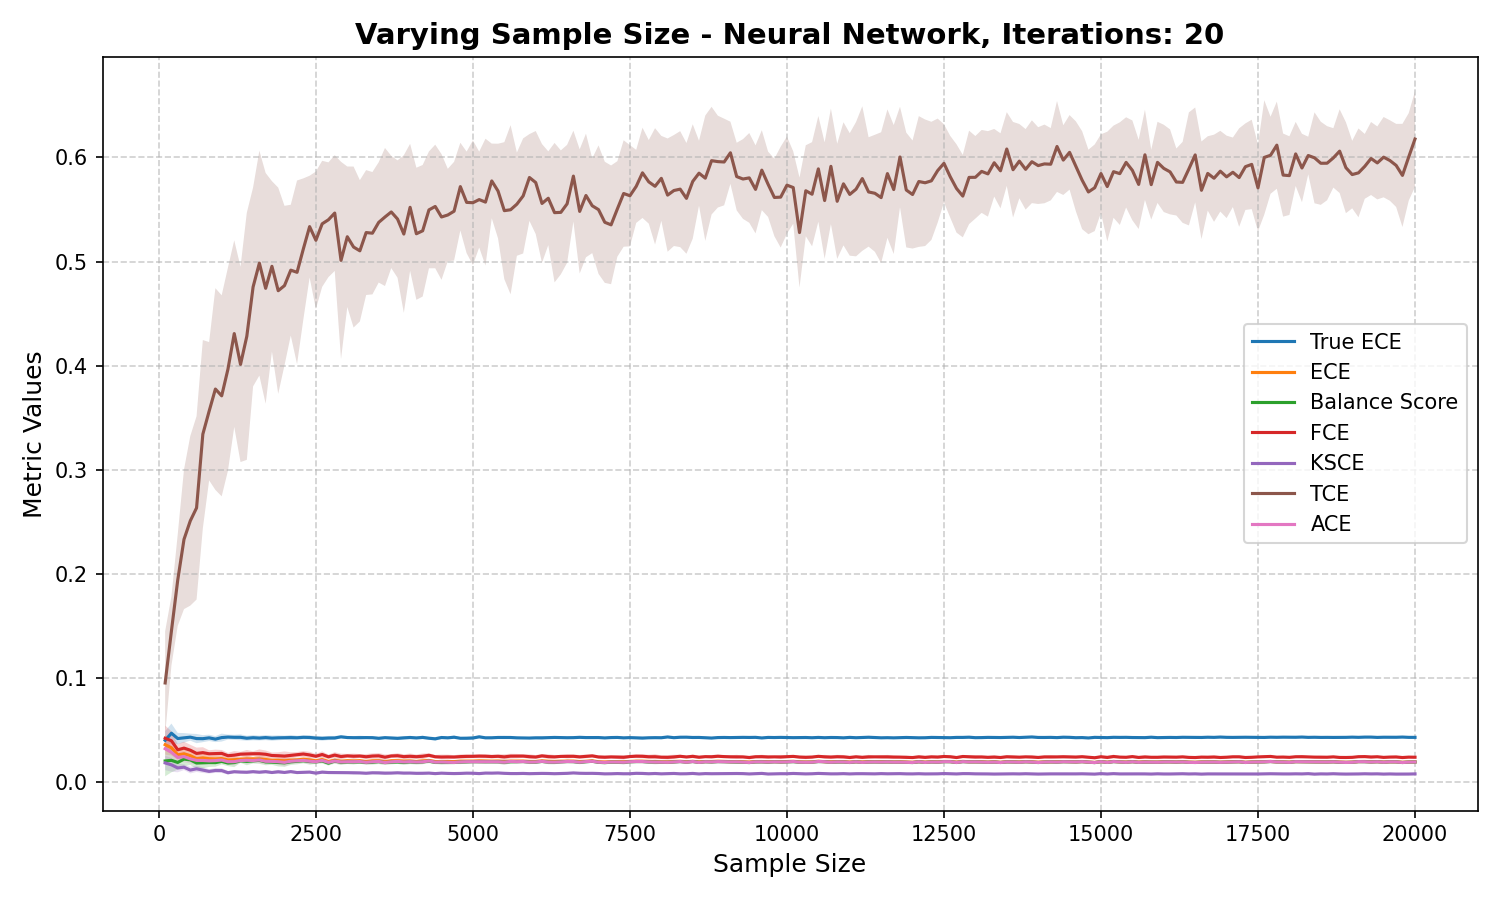 Varying Sample Size - Neural Network, Iterations: 20
Metric Values
0.6
0.5
0.4
0.3
0.2
0.1
0.0
True ECE
ECE
Balance Score
FCE
KSCE
TCE
ACE
0 2500 5000 7500 10000 12500 15000 17500 20000
Sample Size